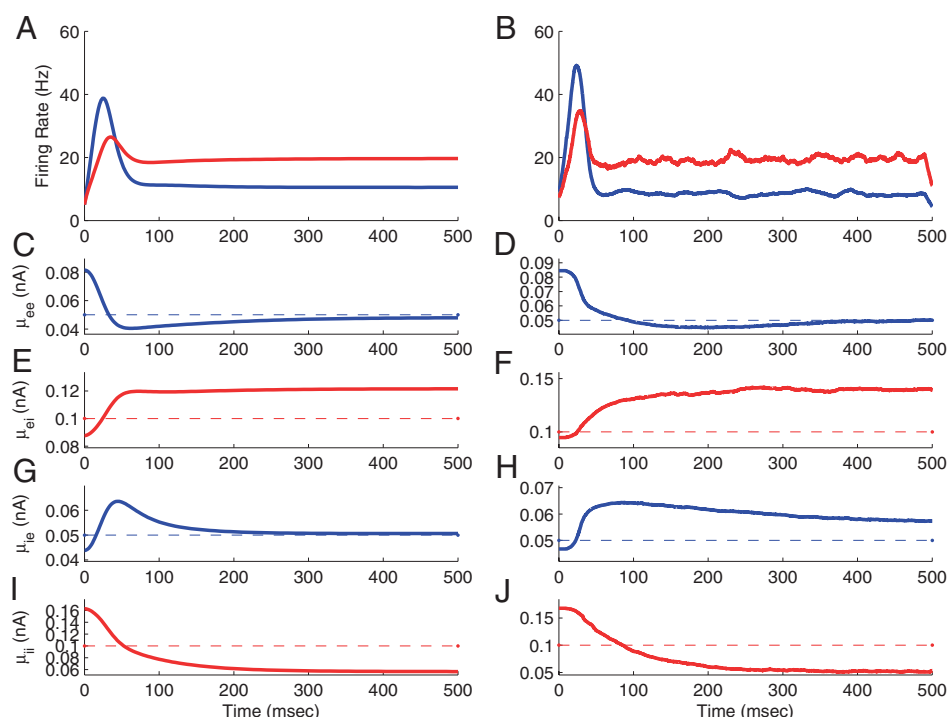 A
B
Firing Rate (Hz)
60
40
20
0
0 100 200 300 400 500
60
40
20
0
0 100 200 300 400 500
C
D
μee (nA)
0.08
0.06
0.04
0 100 200 300 400 500
0.09
0.08
0.07
0.06
0.05
0 100 200 300 400 500
E
F
μei (nA)
0.12
0.1
0.08
0 100 200 300 400 500
0.15
0.1
0 100 200 300 400 500
G
H
μie (nA)
0.06
0.05
0.04
0 100 200 300 400 500
0.07
0.06
0.05
0 100 200 300 400 500
I
J
μii (nA)
0.16
0.12
0.1
0.08
0.06
0 100 200 300 400 500
Time (msec)
0.15
0.1
0.05
0 100 200 300 400 500
Time (msec)